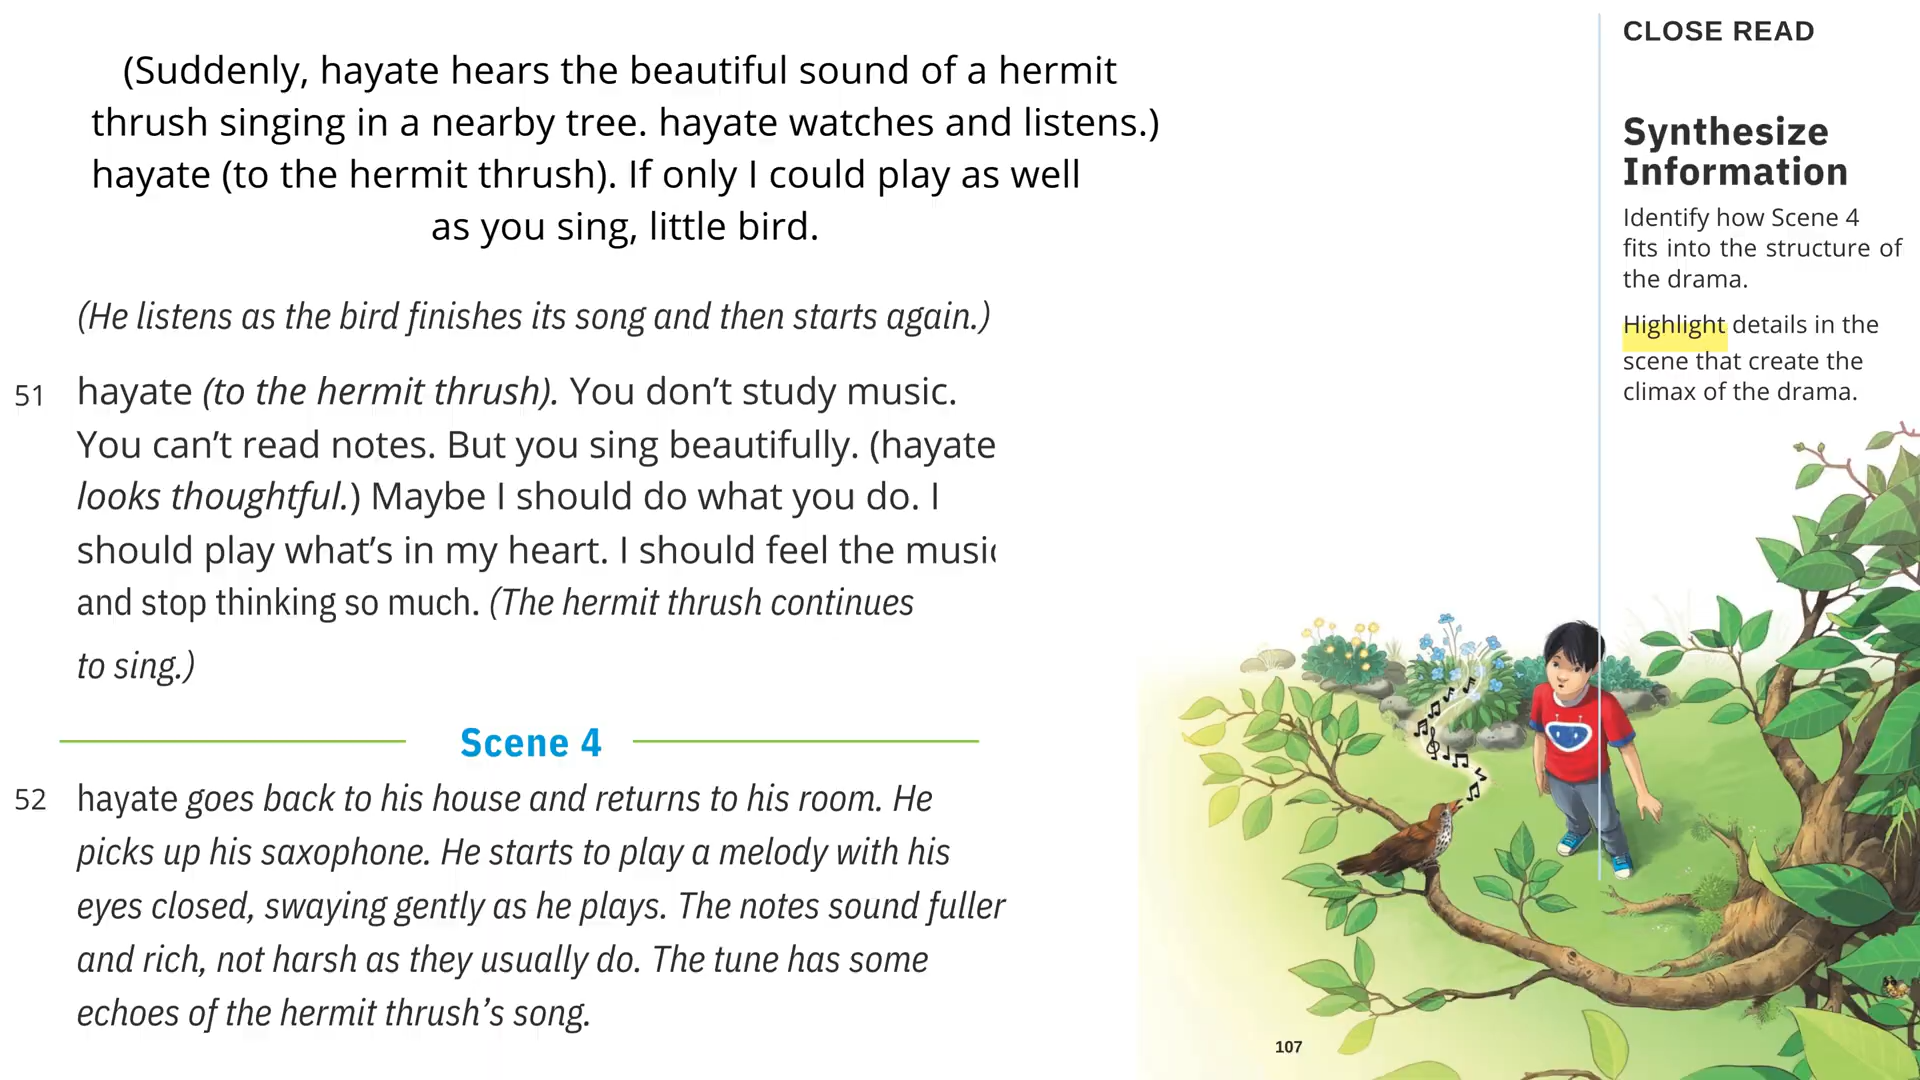 (Suddenly, hayate hears the beautiful sound of a hermit
thrush singing in a nearby tree. hayate watches and listens.)
hayate (to the hermit thrush). If only I could play as well
as you sing, little bird.
(He listens as the bird finishes its song and then starts again.)
51 hayate (to the hermit thrush). You don’t study music.
You can’t read notes. But you sing beautifully. (hayate
looks thoughtful.) Maybe I should do what you do. I
should play what’s in my heart. I should feel the music
and stop thinking so much. (The hermit thrush continues
to sing.)
Scene 4
52 hayate goes back to his house and returns to his room. He
picks up his saxophone. He starts to play a melody with his
eyes closed, swaying gently as he plays. The notes sound fuller
and rich, not harsh as they usually do. The tune has some
echoes of the hermit thrush’s song.
CLOSE READ
Synthesize
Information
Identify how Scene 4
fits into the structure of
the drama.
Highlight details in the
scene that create the
climax of the drama.
107